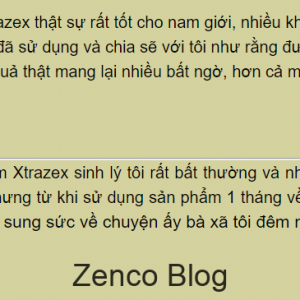 azex thật sự rất tốt cho nam giới, nhiều kh
đã sử dụng và chia sẽ với tôi như rằng đu
uả thật mang lại nhiều bất ngờ, hơn cả m
n Xtrazex sinh lý tôi rất bất thường và nh
ưng từ khi sử dụng sản phẩm 1 tháng về
sung sức về chuyện ấy bà xã tôi đêm n
Zenco Blog